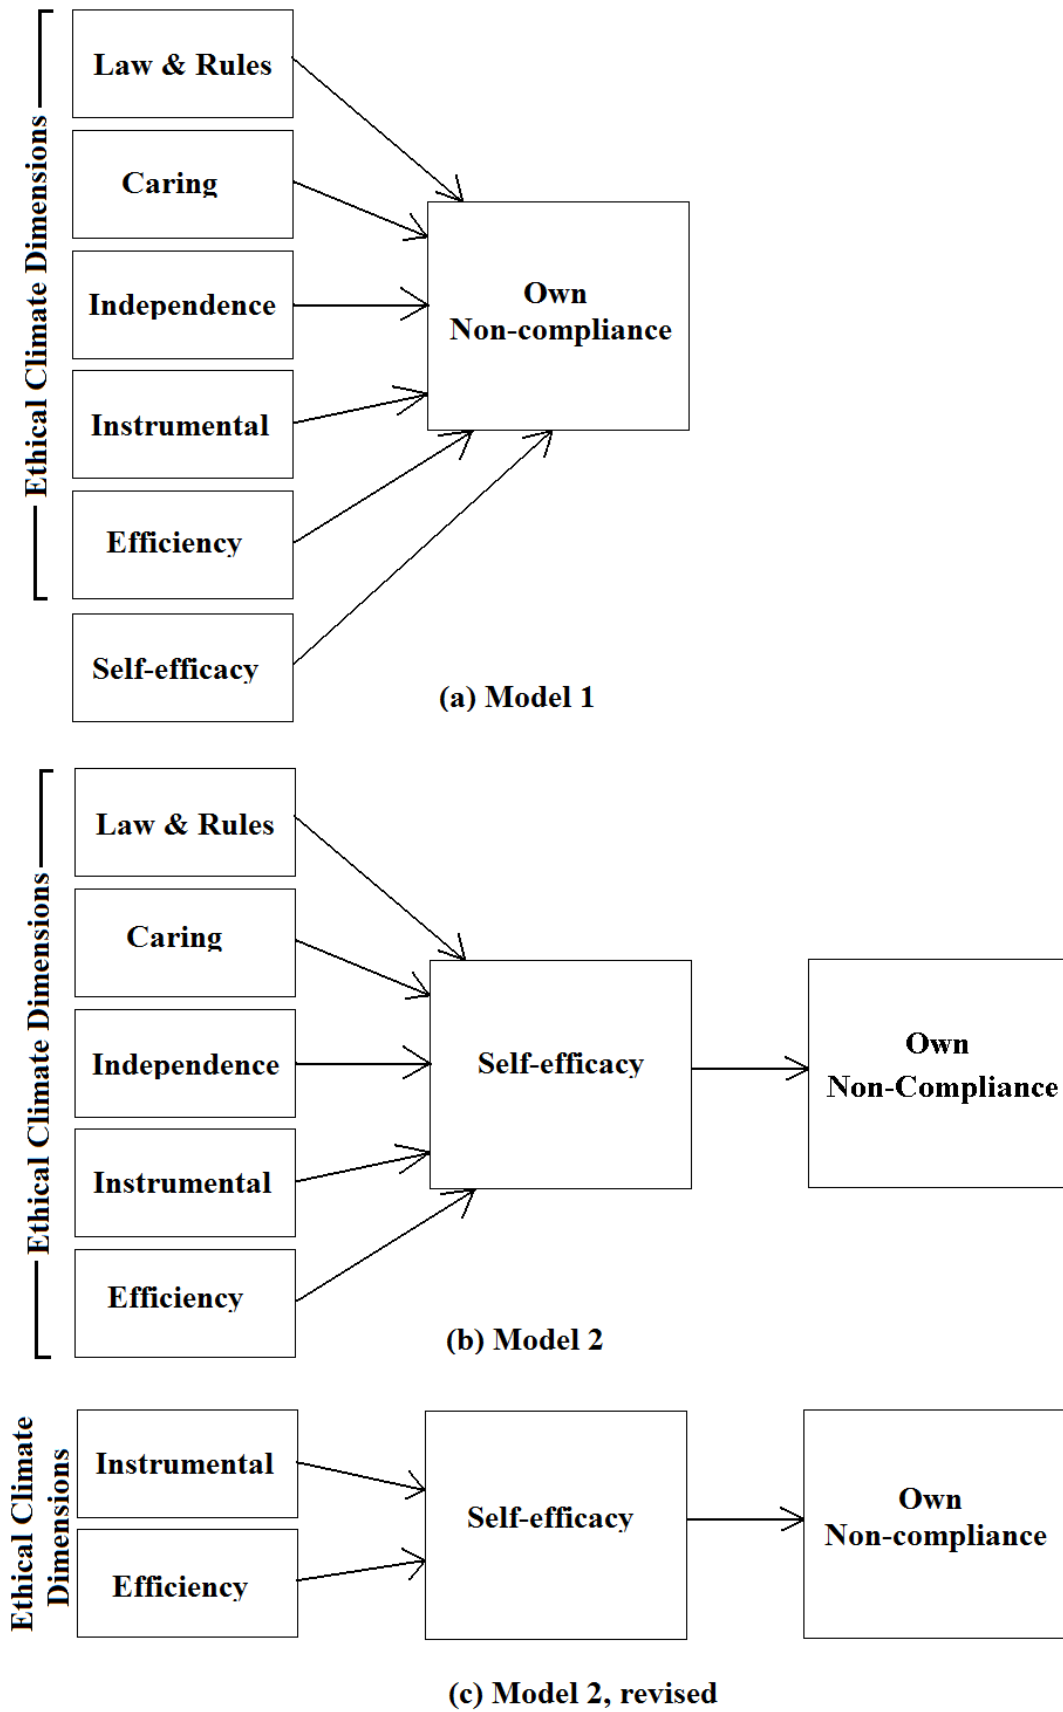 Ethical Climate Dimensions
Law & Rules
Caring
Independence
Instrumental
Efficiency
Self-efficacy
Own
Non-compliance
(a) Model 1
Ethical Climate Dimensions
Law & Rules
Caring
Independence
Instrumental
Efficiency
Self-efficacy
Own
Non-Compliance
(b) Model 2
Ethical Climate
Dimensions
Instrumental
Efficiency
Self-efficacy
Own
Non-compliance
(c) Model 2, revised